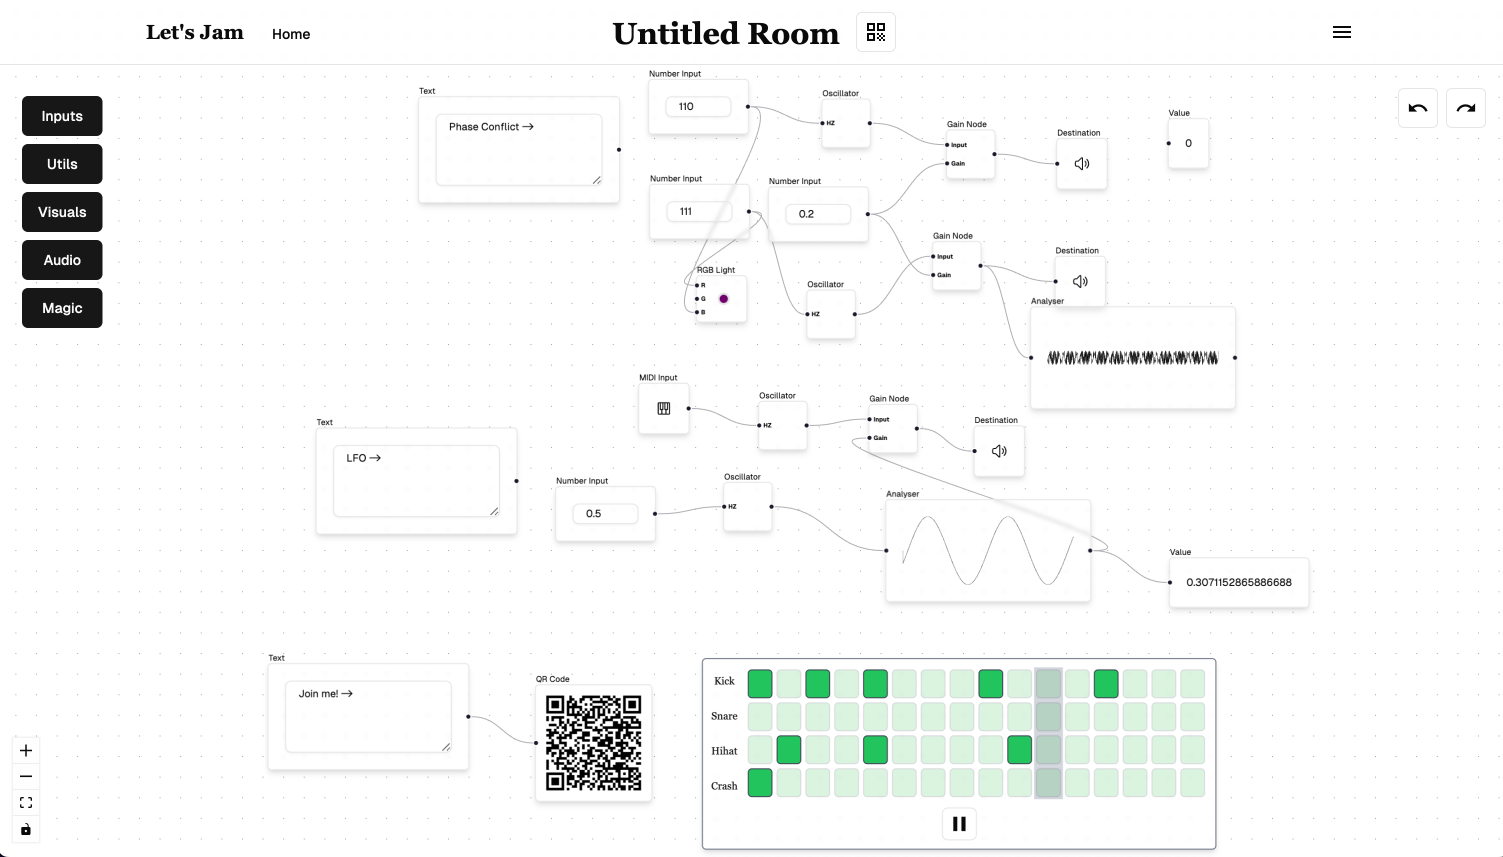 Let's Jam
Home
Untitled Room
Inputs
Utils
Visuals
Audio
Magic
Text
Phase Conflict →
Number Input
110
Oscillator
HZ
Gain Node
Input
Gain
Destination
Value
0
Number Input
111
Number Input
0.2
RGB Light
R
G
B
Oscillator
HZ
Gain Node
Input
Gain
Destination
Analyser
MIDI Input
Oscillator
HZ
Gain Node
Input
Gain
Destination
Text
LFO →
Number Input
0.5
Oscillator
HZ
Analyser
Value
0.3071152865886688
Text
Join me! →
QR Code
Kick
Snare
Hihat
Crash